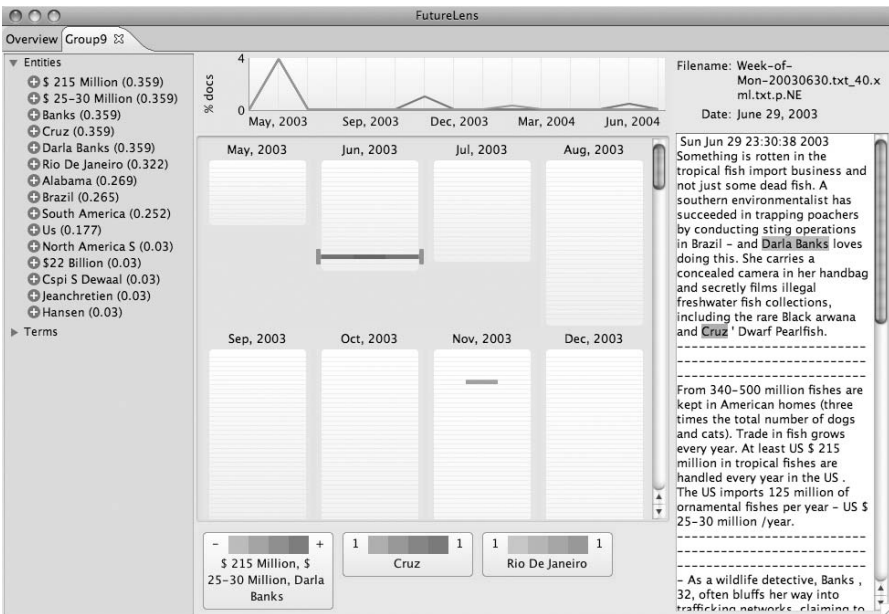 FutureLens
Overview
Group9
Entities
$ 215 Million (0.359)
$ 25-30 Million (0.359)
Banks (0.359)
Cruz (0.359)
Darla Banks (0.359)
Rio De Janeiro (0.322)
Alabama (0.269)
Brazil (0.265)
South America (0.252)
Us (0.177)
North America S (0.03)
$22 Billion (0.03)
Cspi S Dewaal (0.03)
Jeanchretien (0.03)
Hansen (0.03)
Terms
4
% docs
0
May, 2003 Sep, 2003 Dec, 2003 Mar, 2004 Jun, 2004
May, 2003 Jun, 2003 Jul, 2003 Aug, 2003
Sep, 2003 Oct, 2003 Nov, 2003 Dec, 2003
- +
$ 215 Million, $
25-30 Million, Darla
Banks
1 1
Cruz
1 1
Rio De Janeiro
Filename: Week-of-
Mon-20030630.txt_40.x
ml.txt.p.NE
Date: June 29, 2003
Sun Jun 29 23:30:38 2003
Something is rotten in the
tropical fish import business and
not just some dead fish. A
southern environmentalist has
succeeded in trapping poachers
by conducting sting operations
in Brazil - and Darla Banks loves
doing this. She carries a
concealed camera in her handbag
and secretly films illegal
freshwater fish collections,
including the rare Black arwana
and Cruz ' Dwarf Pearlfish.
--------------------------
--------------------------
--------------------------
From 340-500 million fishes are
kept in American homes (three
times the total number of dogs
and cats). Trade in fish grows
every year. At least US $ 215
million in tropical fishes are
handled every year in the US .
The US imports 125 million of
ornamental fishes per year - US $
25-30 million /year.
--------------------------
--------------------------
--------------------------
- As a wildlife detective, Banks ,
32, often bluffs her way into
trafficking networks, claiming to